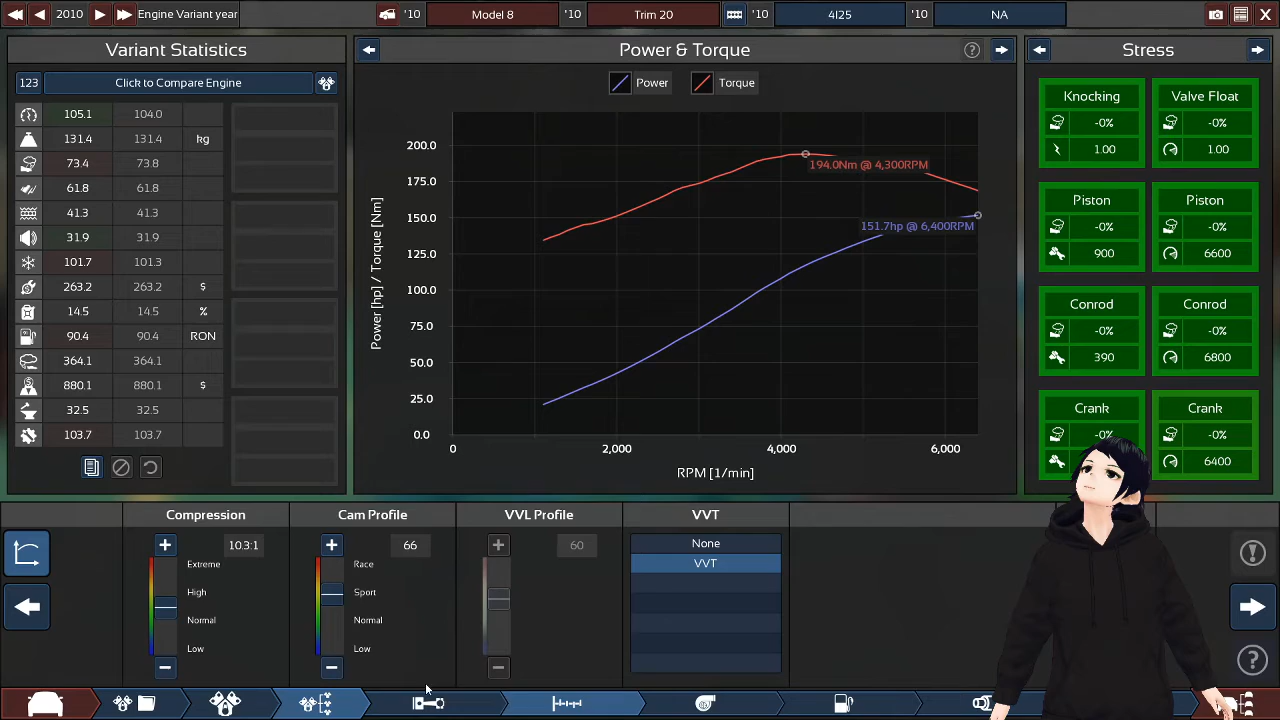 2010 Engine Variant year '10 Model 8 '10 Trim 20 '10 4I25 '10 NA
Variant Statistics
123 Click to Compare Engine
105.1 104.0
131.4 131.4 kg
73.4 73.8
61.8 61.8
41.3 41.3
31.9 31.9
101.7 101.3
263.2 263.2 $
14.5 14.5 %
90.4 90.4 RON
364.1 364.1
880.1 880.1 $
32.5 32.5
103.7 103.7
Power & Torque
Power Torque
200.0
175.0
150.0
125.0
100.0
75.0
50.0
25.0
0.0
Power [hp] / Torque [Nm]
194.0Nm @ 4,300RPM
151.7hp @ 6,400RPM
0 2,000 4,000 6,000
RPM [1/min]
Stress
Knocking Valve Float
-0% -0%
1.00 1.00
Piston Piston
-0% -0%
900 6600
Conrod Conrod
-0% -0%
390 6800
Crank Crank
-0% -0%
6400
Compression Cam Profile VVL Profile VVT
10.3:1 66 60 None
Extreme Race VVT
High Sport
Normal Normal
Low Low